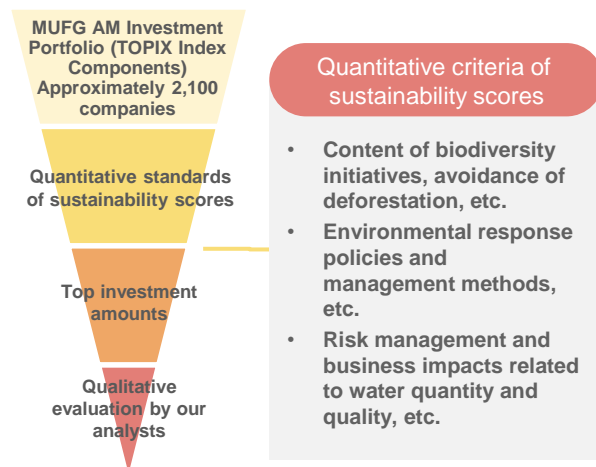 MUFG AM Investment
Portfolio (TOPIX Index
Components)
Approximately 2,100
companies
Quantitative standards
of sustainability scores
Top investment
amounts
Qualitative
evaluation by our
analysts
Quantitative criteria of
sustainability scores
• Content of biodiversity
initiatives, avoidance of
deforestation, etc.
• Environmental response
policies and
management methods,
etc.
• Risk management and
business impacts related
to water quantity and
quality, etc.